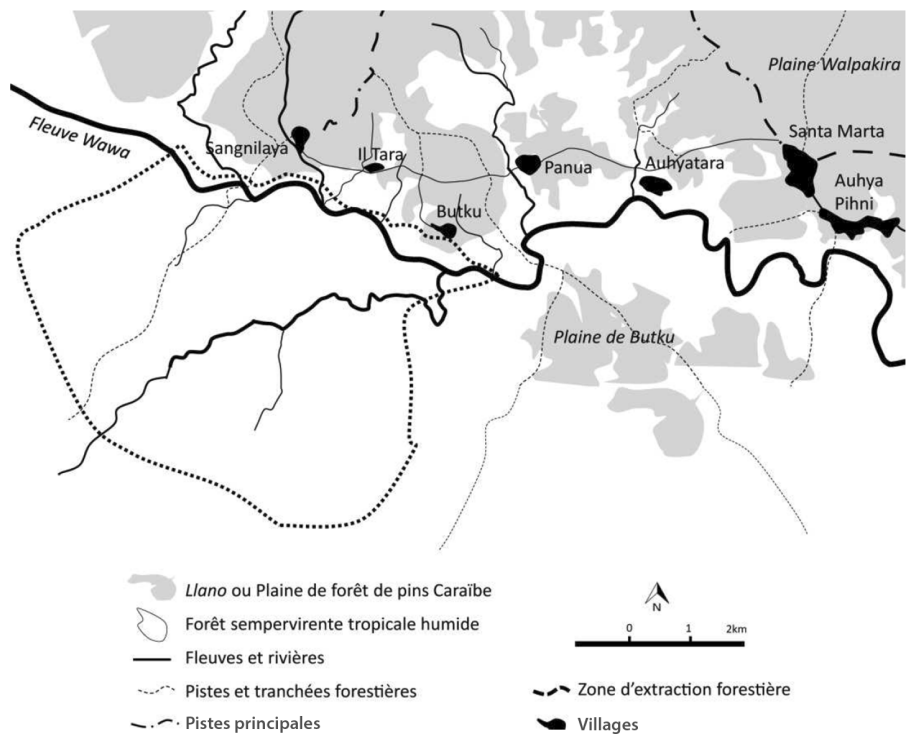 Plaine Walpakira
Fleuve Wawa
Santa Marta
Sangnilaya
Il Tara
Panua
Auhyatara
Auhya
Pihni
Butku
Plaine de Butku
Llano ou Plaine de forêt de pins Caraïbe
Forêt sempervirente tropicale humide
Fleuves et rivières
Pistes et tranchées forestières
Pistes principales
N
0 1 2km
Zone d'extraction forestière
Villages